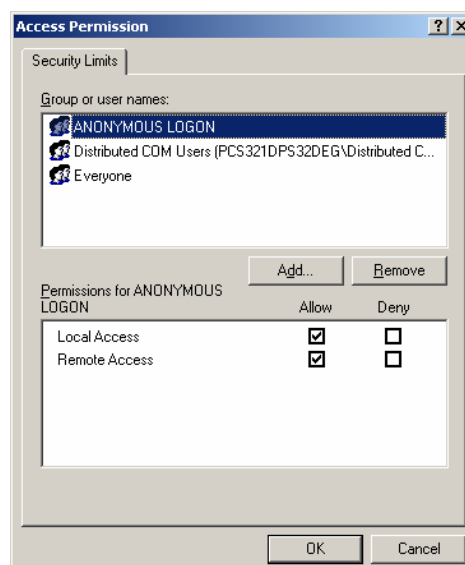 Access Permission
Security Limits
Group or user names:
ANONYMOUS LOGON
Distributed COM Users (PCS321DPS32DEG\Distributed C...
Everyone
Add... Remove
Permissions for ANONYMOUS
LOGON Allow Deny
Local Access
Remote Access
OK Cancel